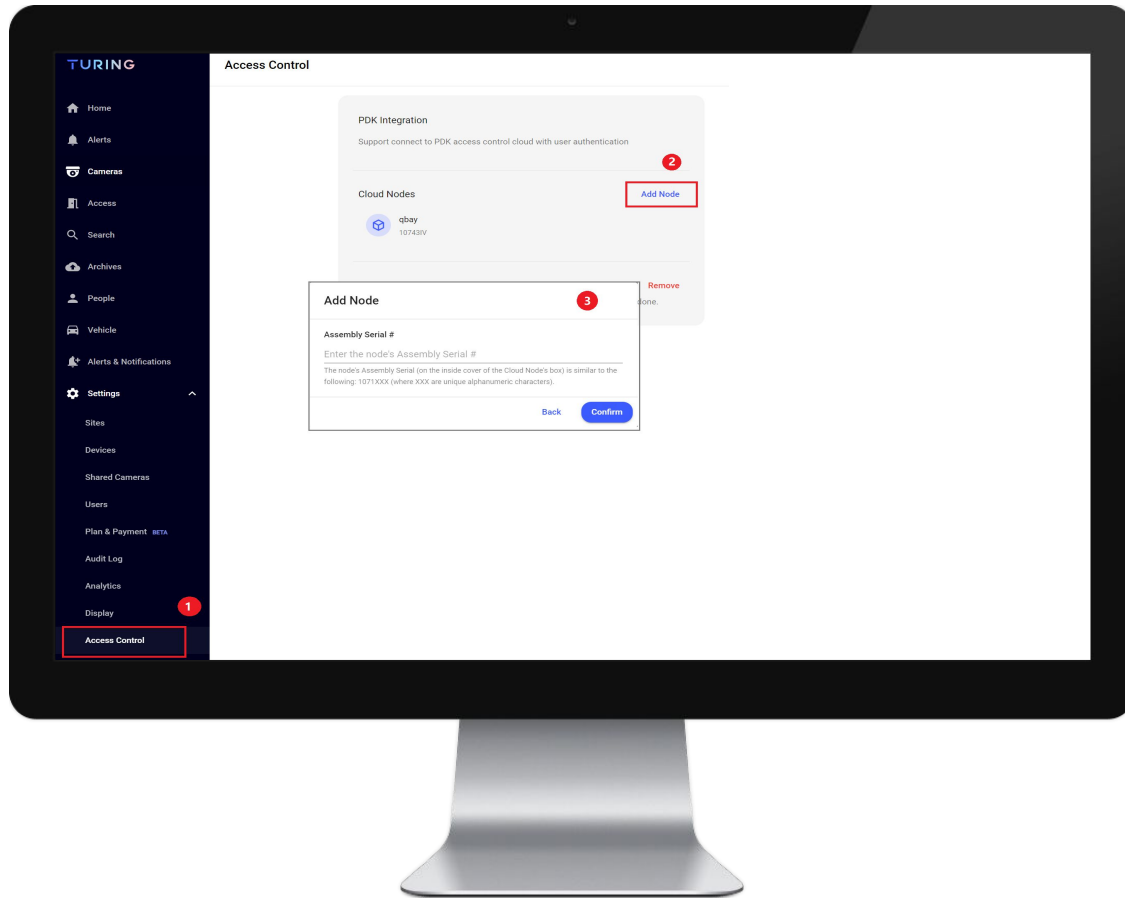 TURING
Access Control
Home
Alerts
Cameras
Access
Search
Archives
People
Vehicle
Alerts & Notifications
Settings
Sites
Devices
Shared Cameras
Users
Plan & Payment BETA
Audit Log
Analytics
Display
1
Access Control
PDK Integration
Support connect to PDK access control cloud with user authentication
2
Cloud Nodes
Add Node
qbay
10743IV
Remove
done.
Add Node
3
Assembly Serial #
Enter the node's Assembly Serial #
The node's Assembly Serial (on the inside cover of the Cloud Node's box) is similar to the
following: 1071XXX (where XXX are unique alphanumeric characters).
Back
Confirm